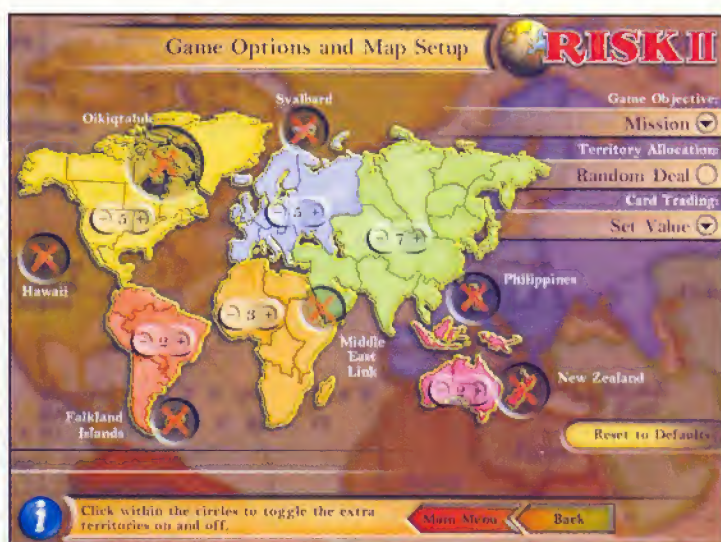 Game Options and Map Setup
RISK II
Svalbard
Oikiqtaluk
Game Objective:
Mission
Territory Allocation:
Random Deal
Card Trading:
Set Value
- 5 +
- 5 +
- 7 +
Hawaii
Philippines
- 3 +
- 2 +
Middle
East
Link
- 2 +
New Zealand
Falkland
Islands
Reset to Defaults
i
Click within the circles to toggle the extra
territories on and off.
Main Menu
Back